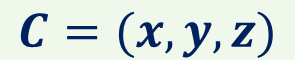 C = (x, y, z)